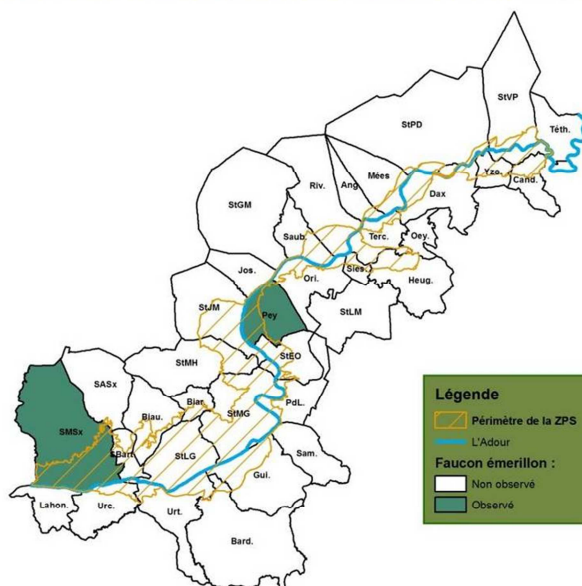 StVP
StPD
Téth.
Mées
Ang
Riv.
Yzo.
Cand.
Dax
StGM
Saub.
Terc.
Oey.
Jos.
Sies.
Ori.
Heug.
StJM
Pey
StLM
StMH
StEO
SASx
Biar.
PdL.
StMG
Biau.
SMSx
SBart
StLG
Sam.
Gui.
Lahon.
Urc.
Urt.
Bard.
Légende
Périmètre de la ZPS
L'Adour
Faucon émerillon :
Non observé
Observé